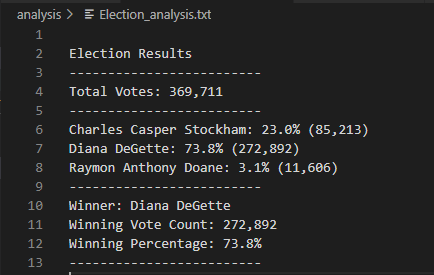 analysis > Election_analysis.txt
1
2 Election Results
3 -------------------------
4 Total Votes: 369,711
5 -------------------------
6 Charles Casper Stockham: 23.0% (85,213)
7 Diana DeGette: 73.8% (272,892)
8 Raymon Anthony Doane: 3.1% (11,606)
9 -------------------------
10 Winner: Diana DeGette
11 Winning Vote Count: 272,892
12 Winning Percentage: 73.8%
13 -------------------------